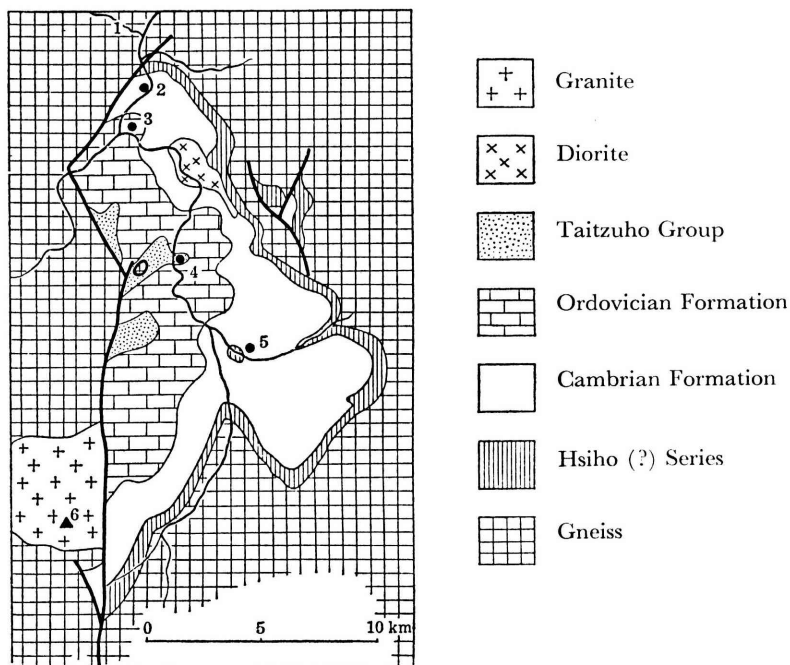 1
2
3
4
5
6
0 5 10 km
Granite
Diorite
Taitzuho Group
Ordovician Formation
Cambrian Formation
Hsiho (?) Series
Gneiss